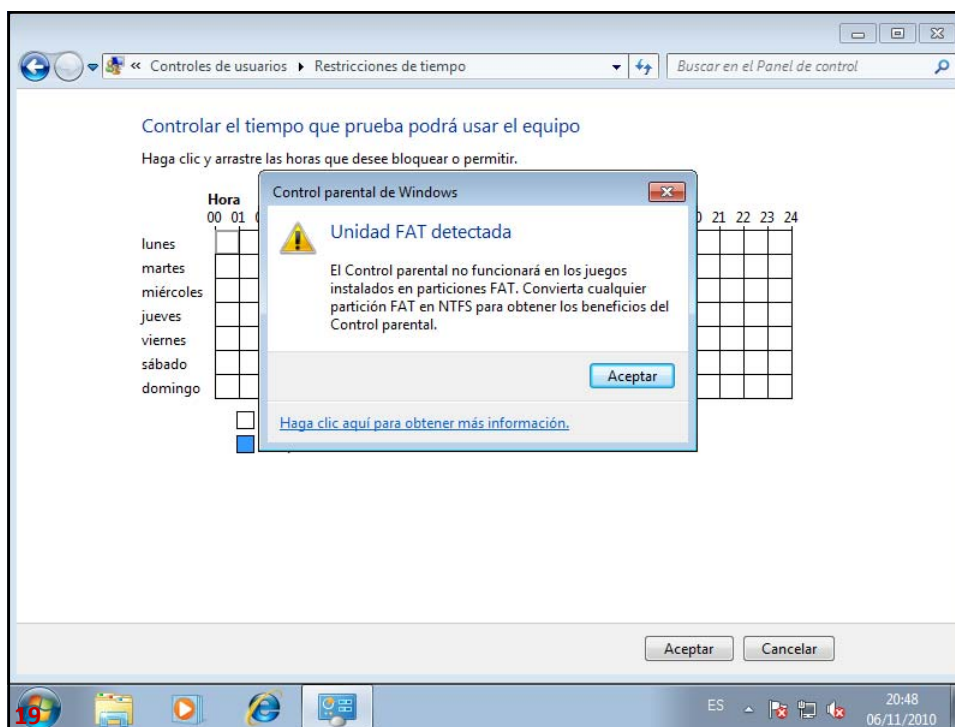 « Controles de usuarios ▸ Restricciones de tiempo
Buscar en el Panel de control
Controlar el tiempo que prueba podrá usar el equipo
Haga clic y arrastre las horas que desee bloquear o permitir.
Hora
00 01
21 22 23 24
lunes
martes
miércoles
jueves
viernes
sábado
domingo
Control parental de Windows
Unidad FAT detectada
El Control parental no funcionará en los juegos
instalados en particiones FAT. Convierta cualquier
partición FAT en NTFS para obtener los beneficios del
Control parental.
Aceptar
Haga clic aquí para obtener más información.
Aceptar
Cancelar
19
ES
20:48
06/11/2010